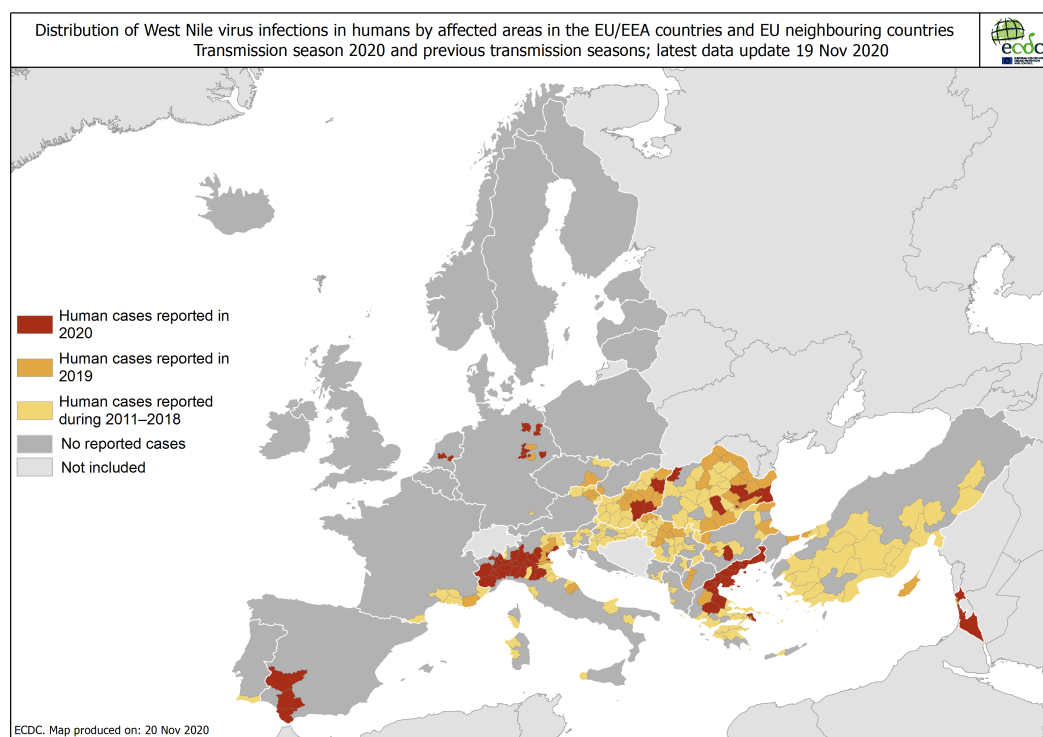 Distribution of West Nile virus infections in humans by affected areas in the EU/EEA countries and EU neighbouring countries
Transmission season 2020 and previous transmission seasons; latest data update 19 Nov 2020
ecdc
Human cases reported in
2020
Human cases reported in
2019
Human cases reported
during 2011–2018
No reported cases
Not included
ECDC. Map produced on: 20 Nov 2020